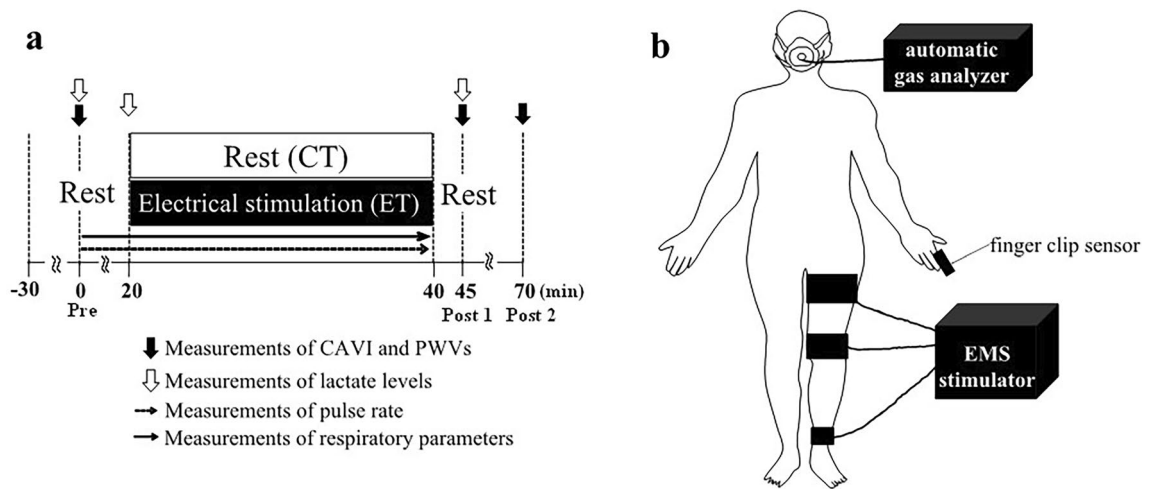 a
Rest
Rest (CT)
Electrical stimulation (ET)
Rest
-30 0 20 40 45 70 (min)
Pre Post 1 Post 2
Measurements of CAVI and PWVs
Measurements of lactate levels
Measurements of pulse rate
Measurements of respiratory parameters
b
automatic
gas analyzer
finger clip sensor
EMS
stimulator